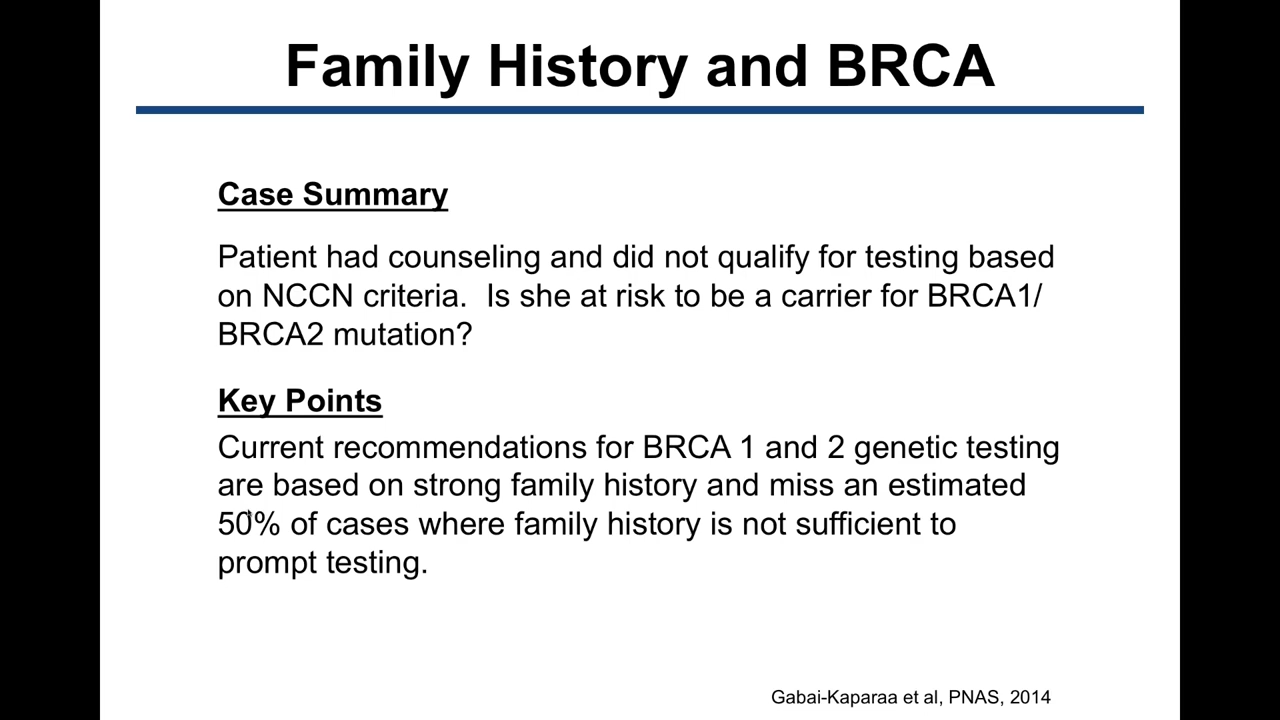 Family History and BRCA
Case Summary
Patient had counseling and did not qualify for testing based
on NCCN criteria.  Is she at risk to be a carrier for BRCA1/
BRCA2 mutation?
Key Points
Current recommendations for BRCA 1 and 2 genetic testing
are based on strong family history and miss an estimated
50% of cases where family history is not sufficient to
prompt testing.
Gabai-Kaparaa et al, PNAS, 2014